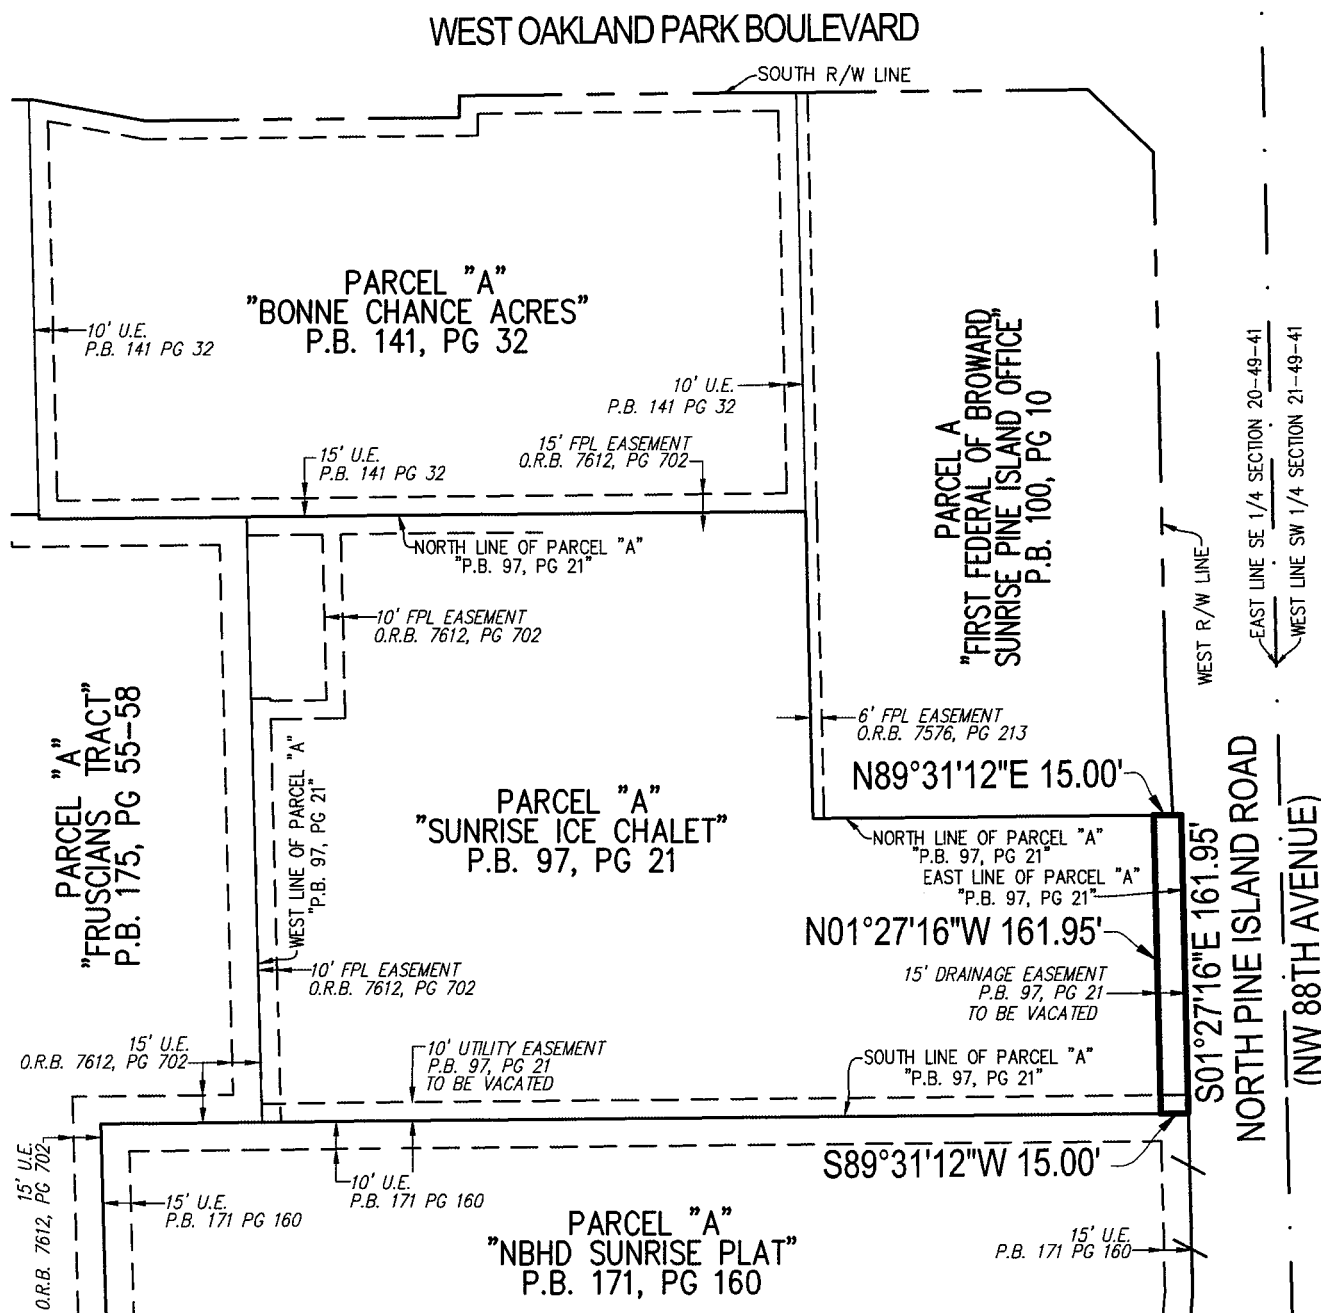 WEST OAKLAND PARK BOULEVARD
SOUTH R/W LINE
PARCEL "A"
"BONNE CHANCE ACRES"
P.B. 141, PG 32
10' U.E.
P.B. 141 PG 32
10' U.E.
P.B. 141 PG 32
15' U.E.
P.B. 141 PG 32
15' FPL EASEMENT
O.R.B. 7612, PG 702
PARCEL A
"FIRST FEDERAL OF BROWARD
SUNRISE PINE ISLAND OFFICE"
P.B. 100, PG 10
EAST LINE SE 1/4 SECTION 20-49-41
WEST LINE SW 1/4 SECTION 21-49-41
WEST R/W LINE
NORTH LINE OF PARCEL "A"
"P.B. 97, PG 21"
10' FPL EASEMENT
O.R.B. 7612, PG 702
PARCEL "A"
"FRUSCIANS TRACT"
P.B. 175, PG 55-58
WEST LINE OF PARCEL "A"
"P.B. 97, PG 21"
6' FPL EASEMENT
O.R.B. 7576, PG 213
N89°31'12"E 15.00'
PARCEL "A"
"SUNRISE ICE CHALET"
P.B. 97, PG 21
NORTH LINE OF PARCEL "A"
"P.B. 97, PG 21"
EAST LINE OF PARCEL "A"
"P.B. 97, PG 21"
N01°27'16"W 161.95'
S01°27'16"E 161.95'
NORTH PINE ISLAND ROAD
(NW 88TH AVENUE)
10' FPL EASEMENT
O.R.B. 7612, PG 702
15' DRAINAGE EASEMENT
P.B. 97, PG 21
TO BE VACATED
15' U.E.
O.R.B. 7612, PG 702
10' UTILITY EASEMENT
P.B. 97, PG 21
TO BE VACATED
SOUTH LINE OF PARCEL "A"
"P.B. 97, PG 21"
S89°31'12"W 15.00'
15' U.E.
O.R.B. 7612, PG 702
15' U.E.
P.B. 171 PG 160
10' U.E.
P.B. 171 PG 160
PARCEL "A"
"NBHD SUNRISE PLAT"
P.B. 171, PG 160
15' U.E.
P.B. 171 PG 160